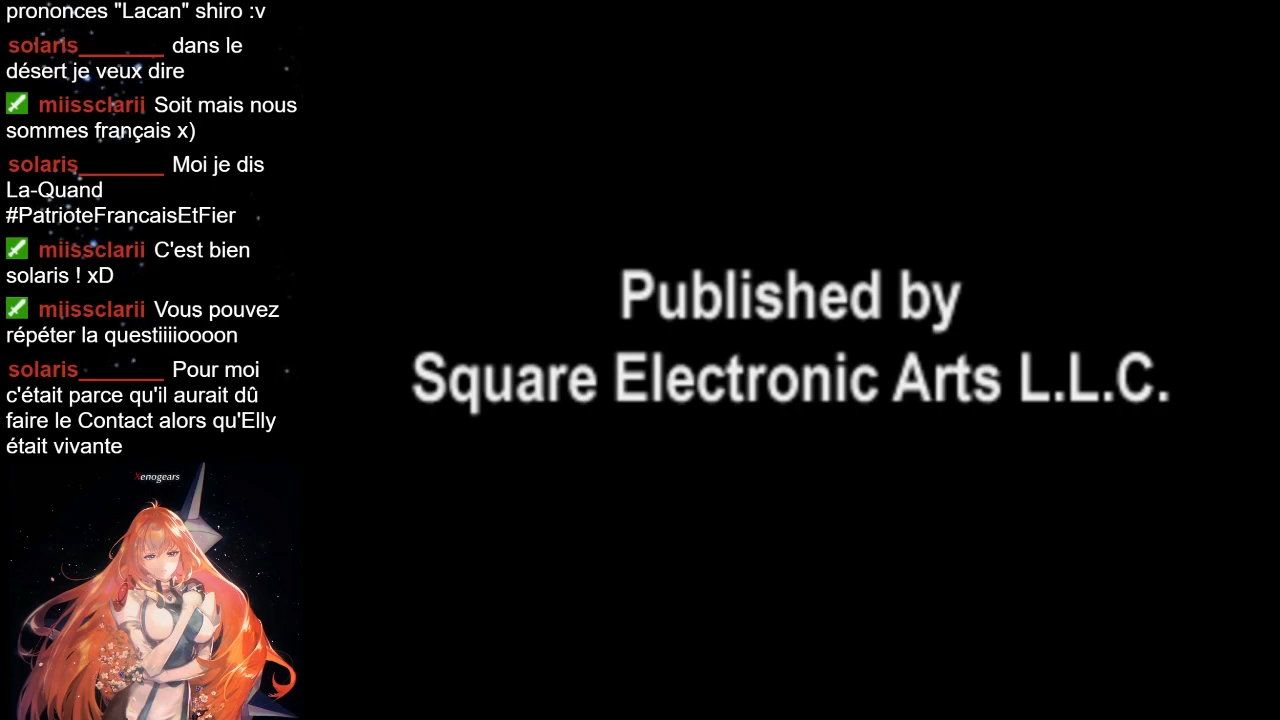 prononces "Lacan" shiro :v
solaris_______ dans le
désert je veux dire
miissclarii Soit mais nous
sommes français x)
solaris_______ Moi je dis
La-Quand
#PatrioteFrancaisEtFier
miissclarii C'est bien
solaris ! xD
miissclarii Vous pouvez
répéter la questiiiioooon
solaris_______ Pour moi
c'était parce qu'il aurait dû
faire le Contact alors qu'Elly
était vivante
Xenogears
Published by
Square Electronic Arts L.L.C.